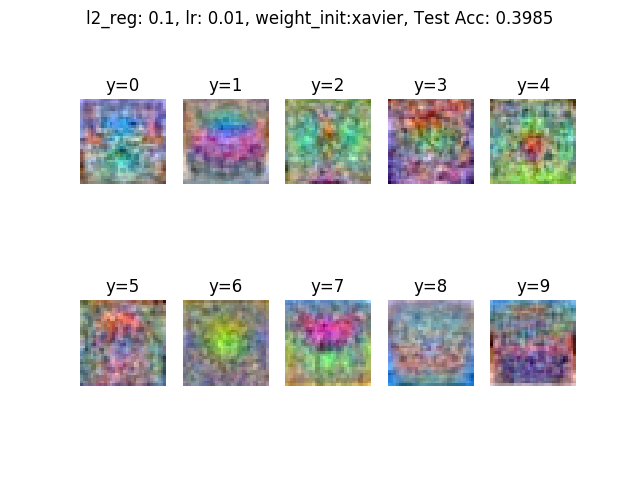 l2_reg: 0.1, lr: 0.01, weight_init:xavier, Test Acc: 0.3985
y=0 y=1 y=2 y=3 y=4
y=5 y=6 y=7 y=8 y=9